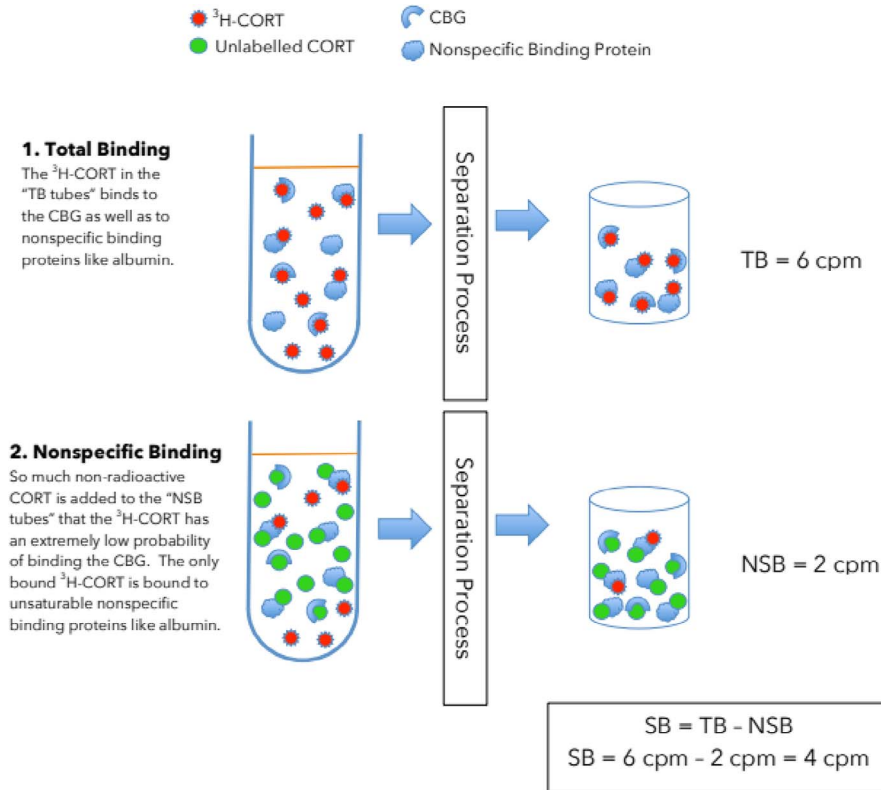 ³H-CORT
Unlabelled CORT
CBG
Nonspecific Binding Protein
1. Total Binding
The ³H-CORT in the
“TB tubes” binds to
the CBG as well as to
nonspecific binding
proteins like albumin.
Separation Process
TB = 6 cpm
2. Nonspecific Binding
So much non-radioactive
CORT is added to the “NSB
tubes” that the ³H-CORT has
an extremely low probability
of binding the CBG. The only
bound ³H-CORT is bound to
unsaturable nonspecific
binding proteins like albumin.
Separation Process
NSB = 2 cpm
SB = TB – NSB
SB = 6 cpm – 2 cpm = 4 cpm